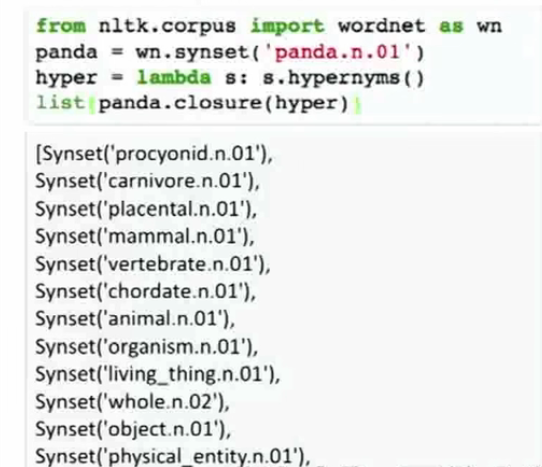 from nltk.corpus import wordnet as wn
panda = wn.synset('panda.n.01')
hyper = lambda s: s.hypernyms()
list(panda.closure(hyper))
[Synset('procyonid.n.01'),
Synset('carnivore.n.01'),
Synset('placental.n.01'),
Synset('mammal.n.01'),
Synset('vertebrate.n.01'),
Synset('chordate.n.01'),
Synset('animal.n.01'),
Synset('organism.n.01'),
Synset('living_thing.n.01'),
Synset('whole.n.02'),
Synset('object.n.01'),
Synset('physical_entity.n.01'),